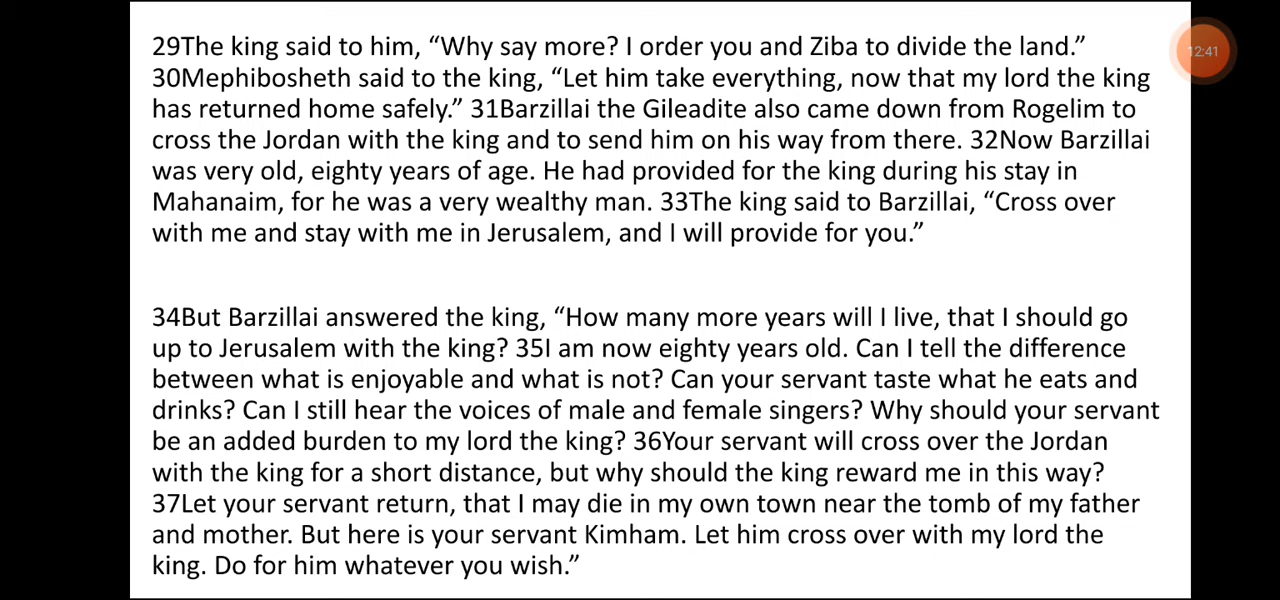 29The king said to him, “Why say more? I order you and Ziba to divide the land.”
12:41
30Mephibosheth said to the king, “Let him take everything, now that my lord the king
has returned home safely.” 31Barzillai the Gileadite also came down from Rogelim to
cross the Jordan with the king and to send him on his way from there. 32Now Barzillai
was very old, eighty years of age. He had provided for the king during his stay in
Mahanaim, for he was a very wealthy man. 33The king said to Barzillai, “Cross over
with me and stay with me in Jerusalem, and I will provide for you.”
34But Barzillai answered the king, “How many more years will I live, that I should go
up to Jerusalem with the king? 35I am now eighty years old. Can I tell the difference
between what is enjoyable and what is not? Can your servant taste what he eats and
drinks? Can I still hear the voices of male and female singers? Why should your servant
be an added burden to my lord the king? 36Your servant will cross over the Jordan
with the king for a short distance, but why should the king reward me in this way?
37Let your servant return, that I may die in my own town near the tomb of my father
and mother. But here is your servant Kimham. Let him cross over with my lord the
king. Do for him whatever you wish.”